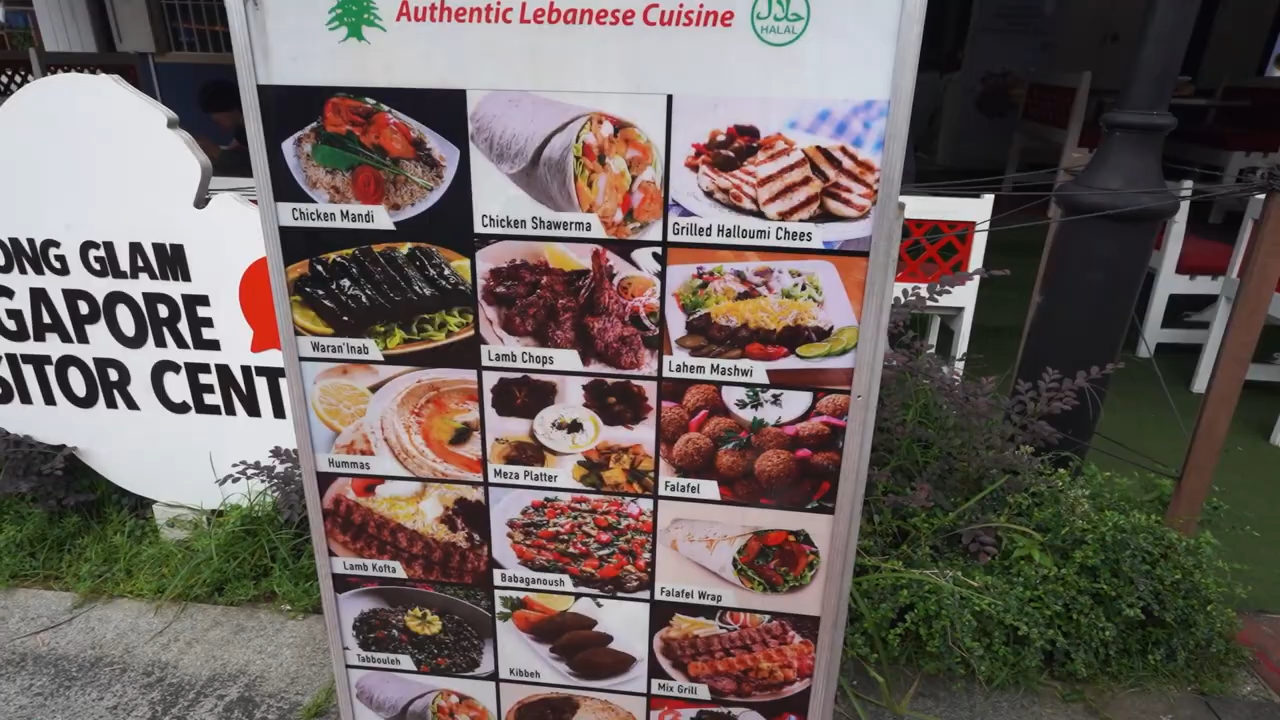 Authentic Lebanese Cuisine
حلال
HALAL
Chicken Mandi
Chicken Shawerma
Grilled Halloumi Chees
Waran'Inab
Lamb Chops
Lahem Mashwi
Hummas
Meza Platter
Falafel
Lamb Kofta
Babaganoush
Falafel Wrap
Tabbouleh
Kibbeh
Mix Grill
ONG GLAM
GAPORE
SITOR CENT